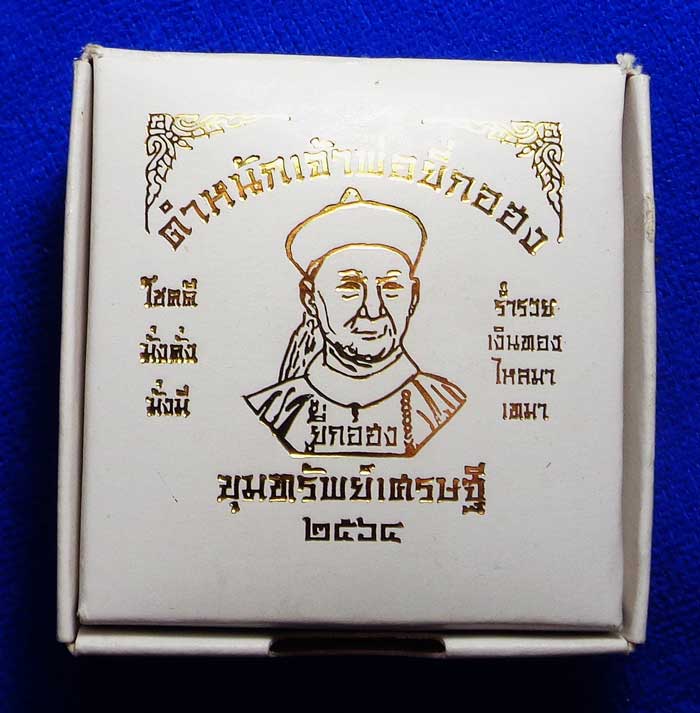 ตำหนักเจ้าพ่อยี่กอฮง
โชคดี
มั่งคั่ง
มั่งมี
ร่ำรวย
เงินทอง
ไหลมา
เทมา
ยี่กอฮง
ขุมทรัพย์เศรษฐี
๒๕๖๔